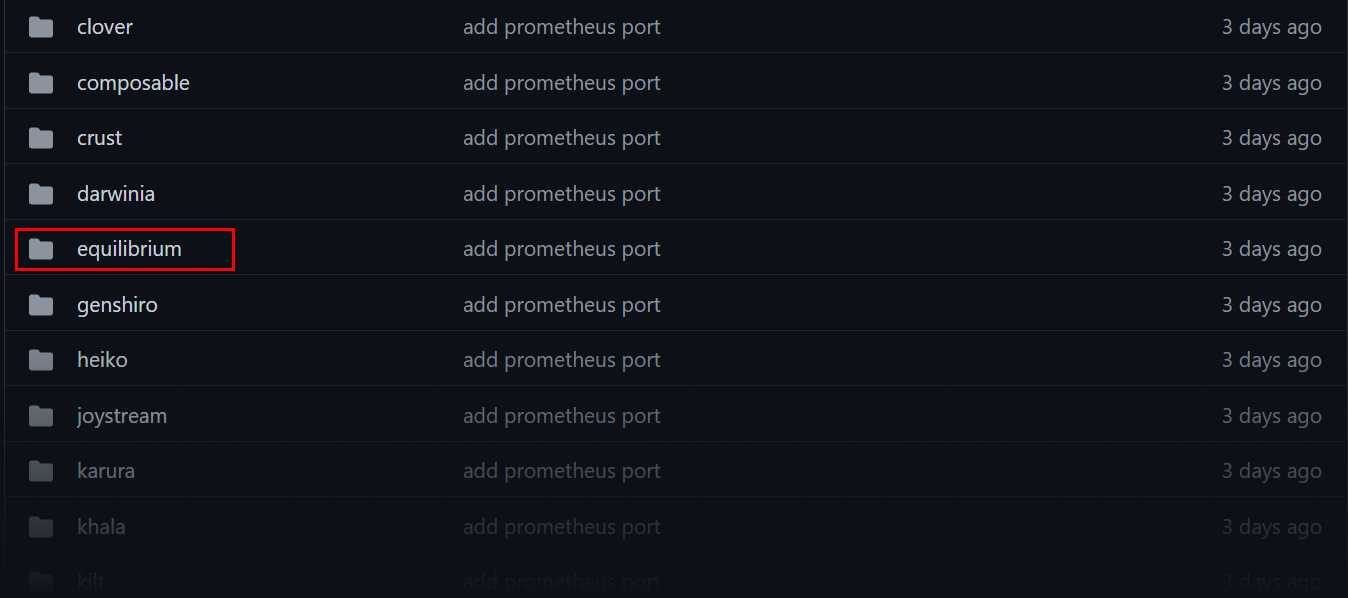 clover add prometheus port 3 days ago
composable add prometheus port 3 days ago
crust add prometheus port 3 days ago
darwinia add prometheus port 3 days ago
equilibrium add prometheus port 3 days ago
genshiro add prometheus port 3 days ago
heiko add prometheus port 3 days ago
joystream add prometheus port 3 days ago
karura add prometheus port 3 days ago
khala add prometheus port 3 days ago
kilt add prometheus port 3 days ago